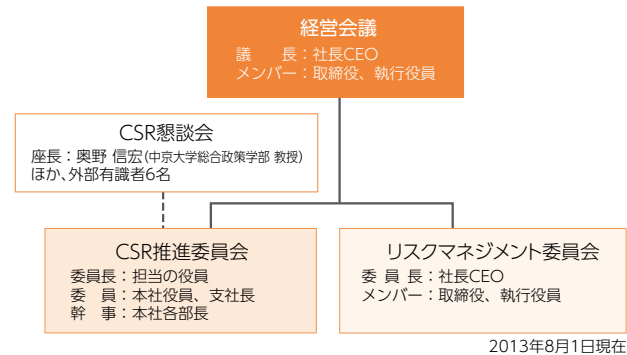 経営会議
議　　長：社長CEO
メンバー：取締役、執行役員
CSR懇談会
座長：奥野 信宏(中京大学総合政策学部 教授)
ほか、外部有識者6名
CSR推進委員会
委員長：担当の役員
委　員：本社役員、支社長
幹　事：本社各部長
リスクマネジメント委員会
委 員 長：社長CEO
メンバー：取締役、執行役員
2013年8月1日現在